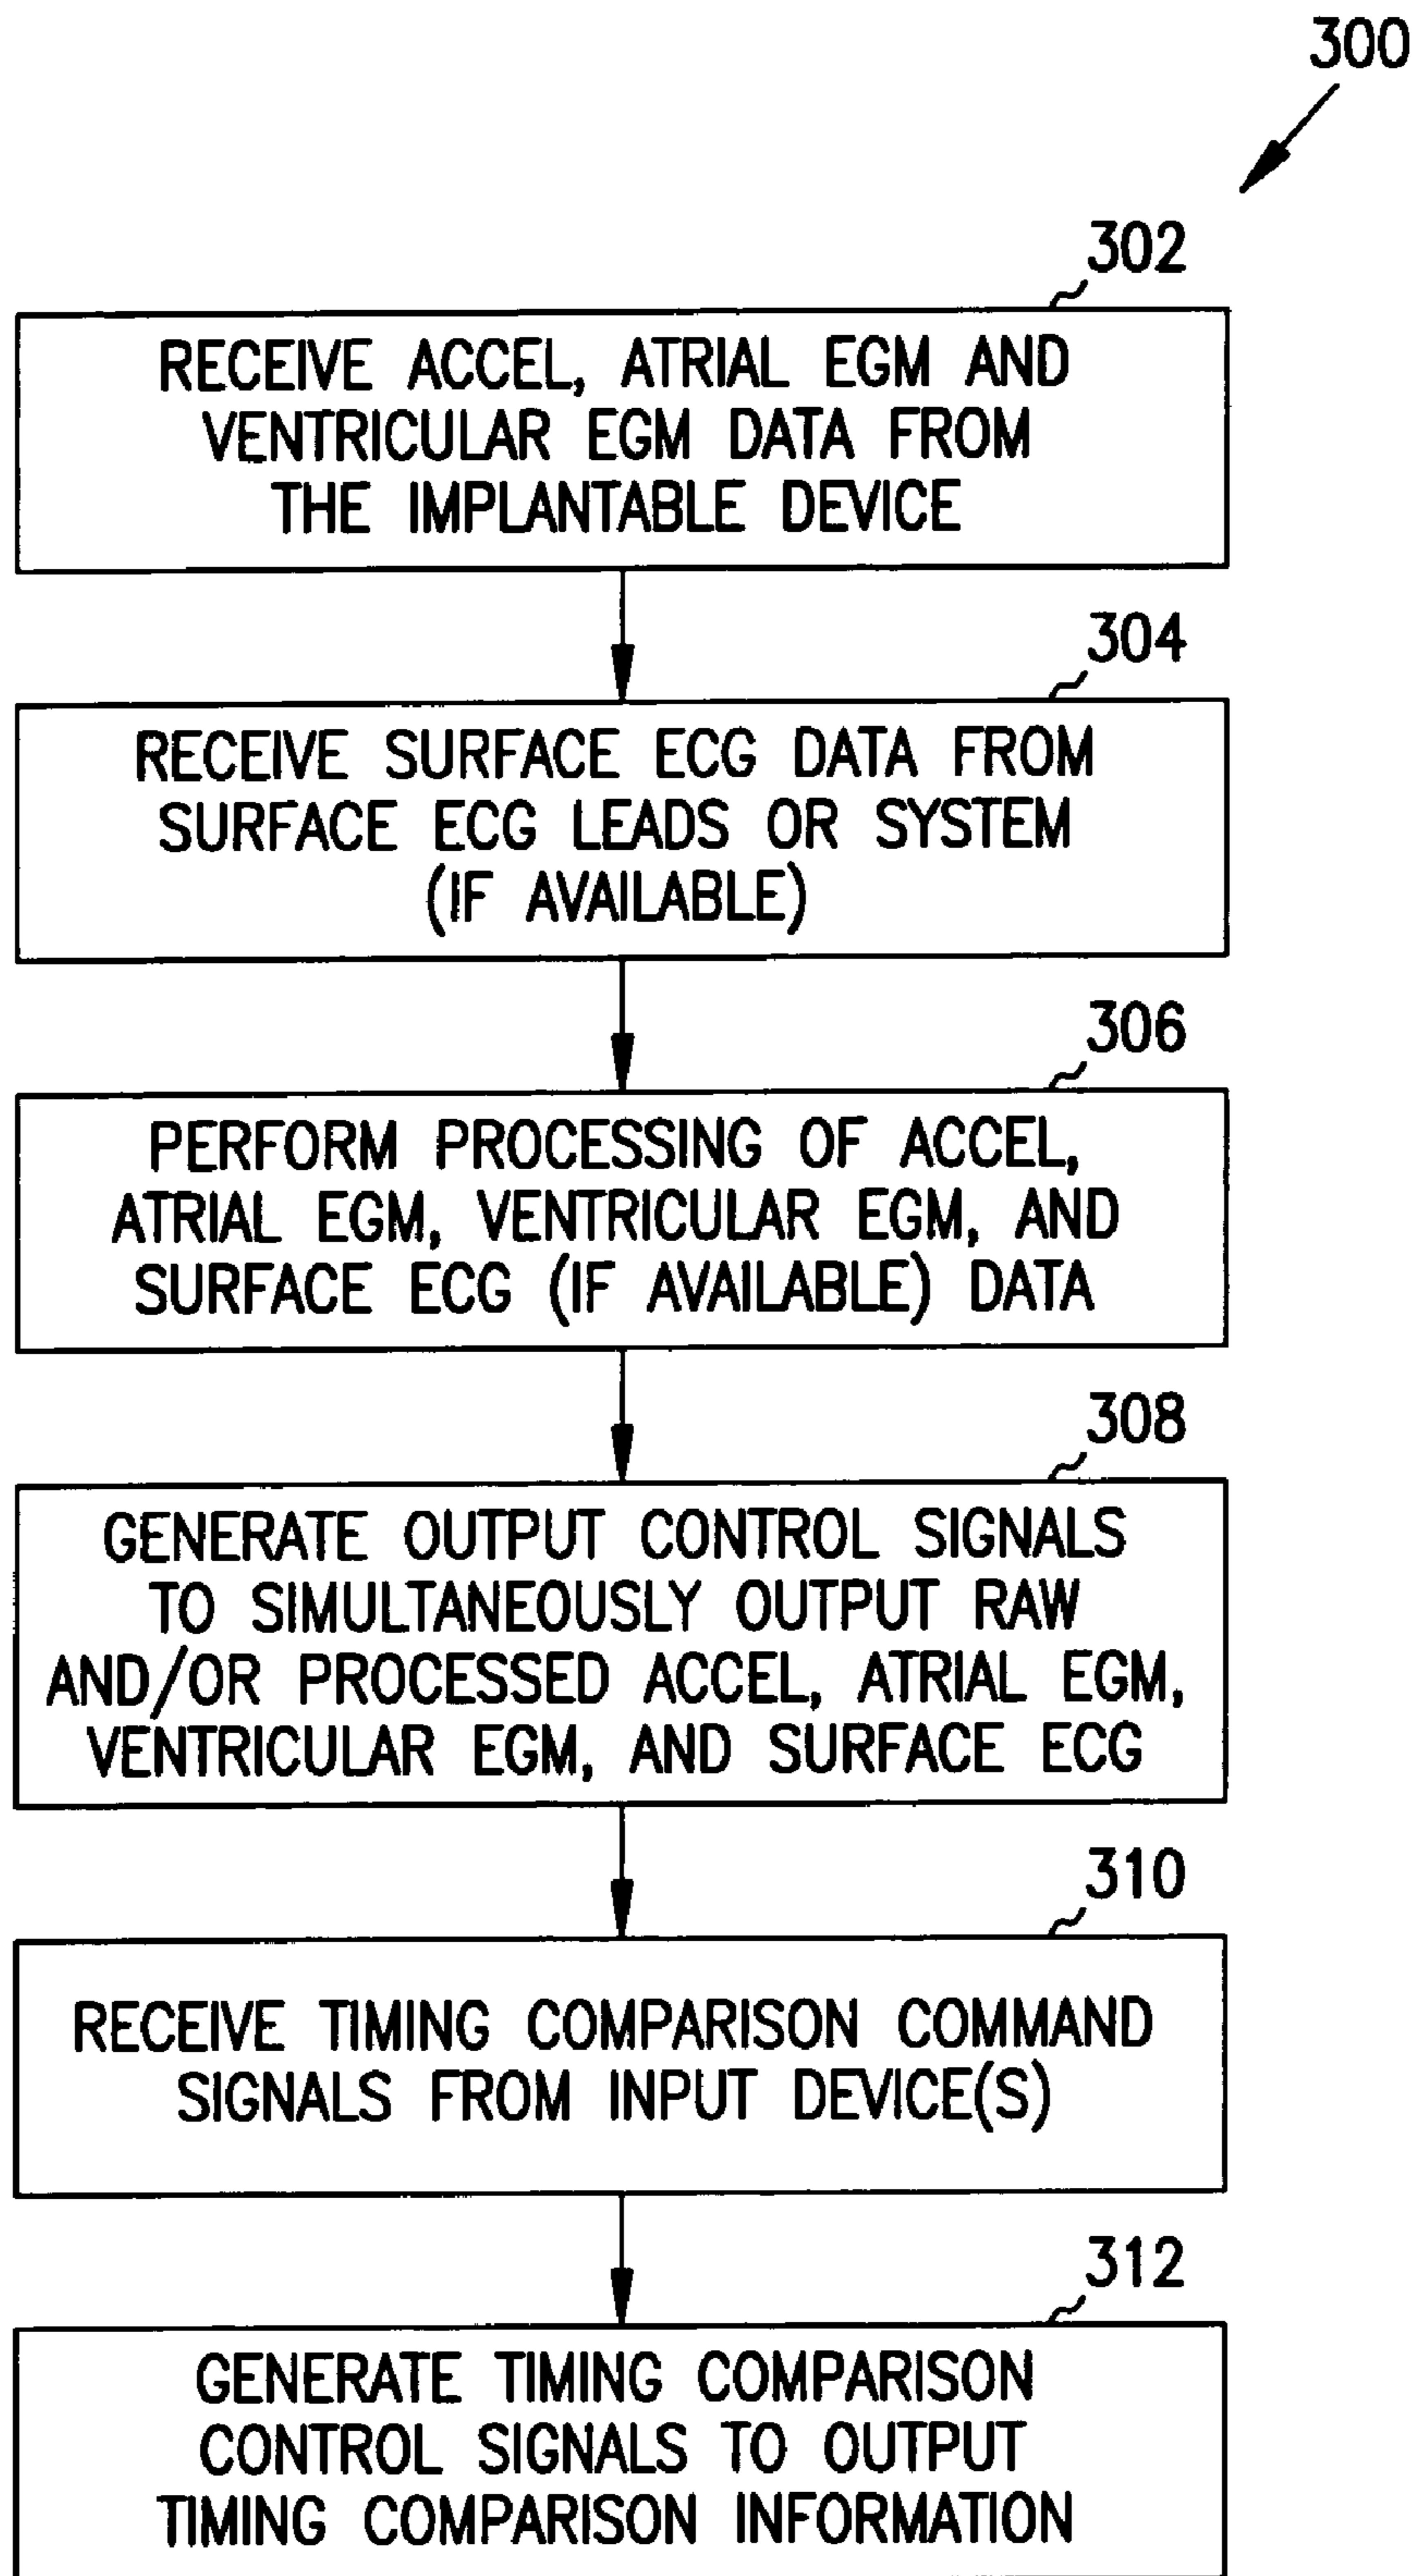 300
302
RECEIVE ACCEL, ATRIAL EGM AND
VENTRICULAR EGM DATA FROM
THE IMPLANTABLE DEVICE
304
RECEIVE SURFACE ECG DATA FROM
SURFACE ECG LEADS OR SYSTEM
(IF AVAILABLE)
306
PERFORM PROCESSING OF ACCEL,
ATRIAL EGM, VENTRICULAR EGM, AND
SURFACE ECG (IF AVAILABLE) DATA
308
GENERATE OUTPUT CONTROL SIGNALS
TO SIMULTANEOUSLY OUTPUT RAW
AND/OR PROCESSED ACCEL, ATRIAL EGM,
VENTRICULAR EGM, AND SURFACE ECG
310
RECEIVE TIMING COMPARISON COMMAND
SIGNALS FROM INPUT DEVICE(S)
312
GENERATE TIMING COMPARISON
CONTROL SIGNALS TO OUTPUT
TIMING COMPARISON INFORMATION